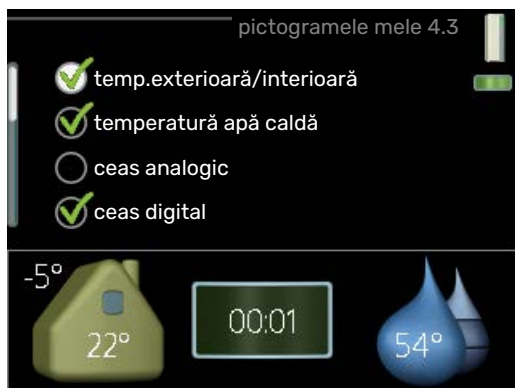 pictogramele mele 4.3
temp.exterioară/interioară
temperatură apă caldă
ceas analogic
ceas digital
-5°
22°
00:01
54°